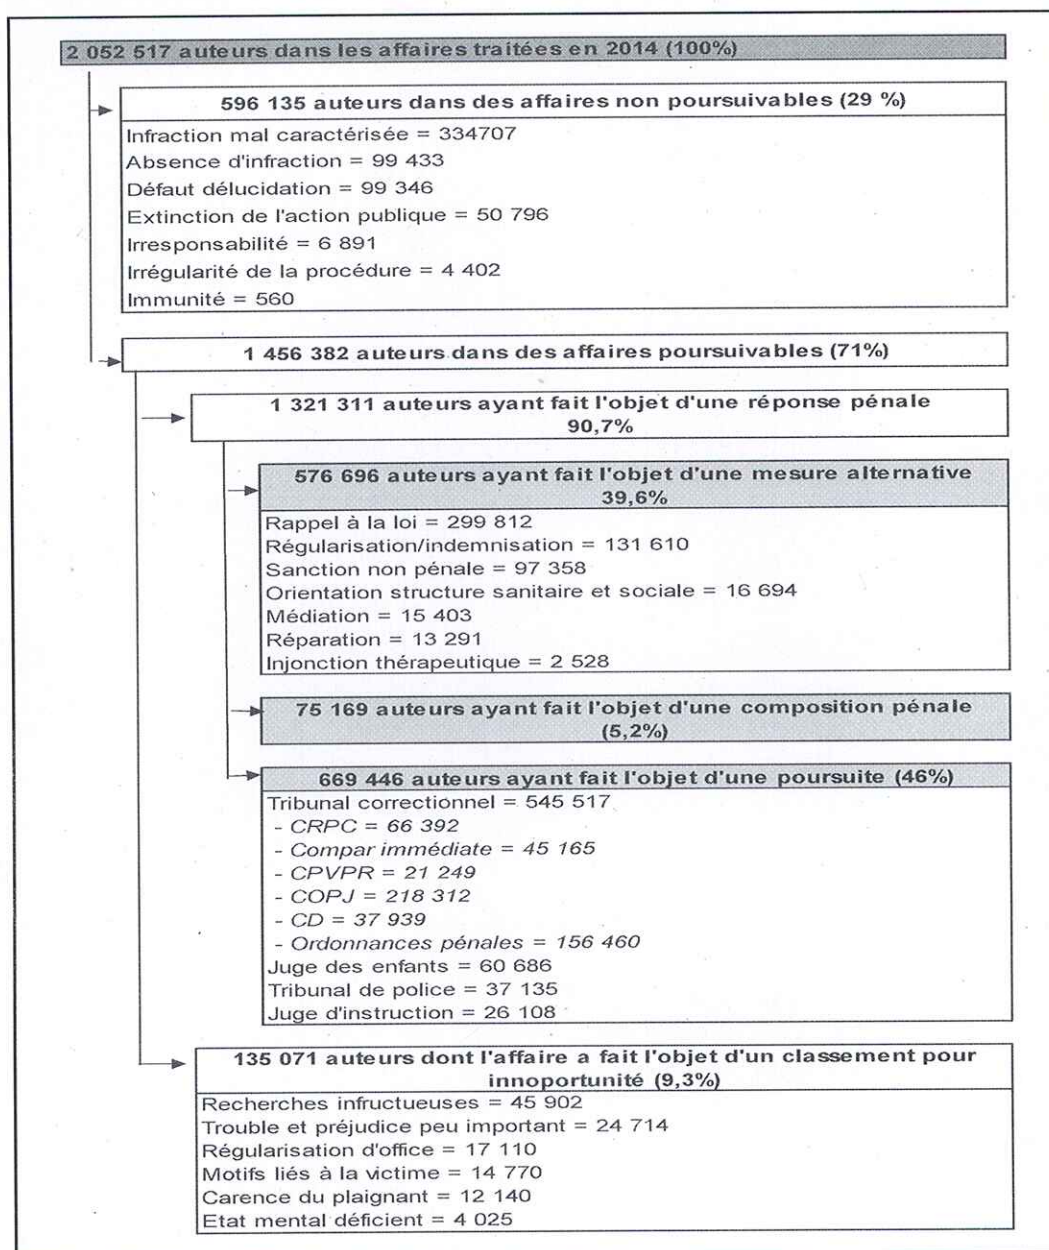 2 052 517 auteurs dans les affaires traitées en 2014 (100%)
596 135 auteurs dans des affaires non poursuivables (29 %)
Infraction mal caractérisée = 334707
Absence d'infraction = 99 433
Défaut délucidation = 99 346
Extinction de l'action publique = 50 796
Irresponsabilité = 6 891
Irrégularité de la procédure = 4 402
Immunité = 560
1 456 382 auteurs dans des affaires poursuivables (71%)
1 321 311 auteurs ayant fait l'objet d'une réponse pénale
90,7%
576 696 auteurs ayant fait l'objet d'une mesure alternative
39,6%
Rappel à la loi = 299 812
Régularisation/indemnisation = 131 610
Sanction non pénale = 97 358
Orientation structure sanitaire et sociale = 16 694
Médiation = 15 403
Réparation = 13 291
Injonction thérapeutique = 2 528
75 169 auteurs ayant fait l'objet d'une composition pénale
(5,2%)
669 446 auteurs ayant fait l'objet d'une poursuite (46%)
Tribunal correctionnel = 545 517
- CRPC = 66 392
- Compar immédiate = 45 165
- CPVPR = 21 249
- COPJ = 218 312
- CD = 37 939
- Ordonnances pénales = 156 460
Juge des enfants = 60 686
Tribunal de police = 37 135
Juge d'instruction = 26 108
135 071 auteurs dont l'affaire a fait l'objet d'un classement pour
innoportunité (9,3%)
Recherches infructueuses = 45 902
Trouble et préjudice peu important = 24 714
Régularisation d'office = 17 110
Motifs liés à la victime = 14 770
Carence du plaignant = 12 140
Etat mental déficient = 4 025